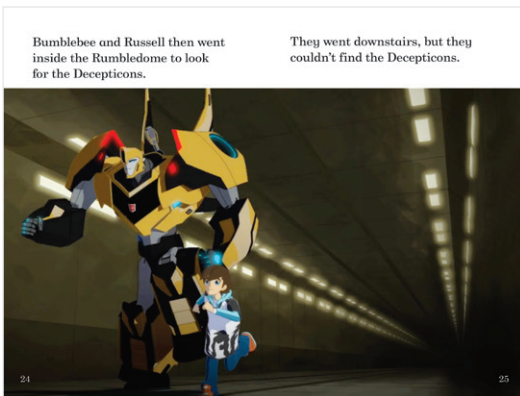 Bumblebee and Russell then went
inside the Rumbledome to look
for the Decepticons.
They went downstairs, but they
couldn't find the Decepticons.
24
25